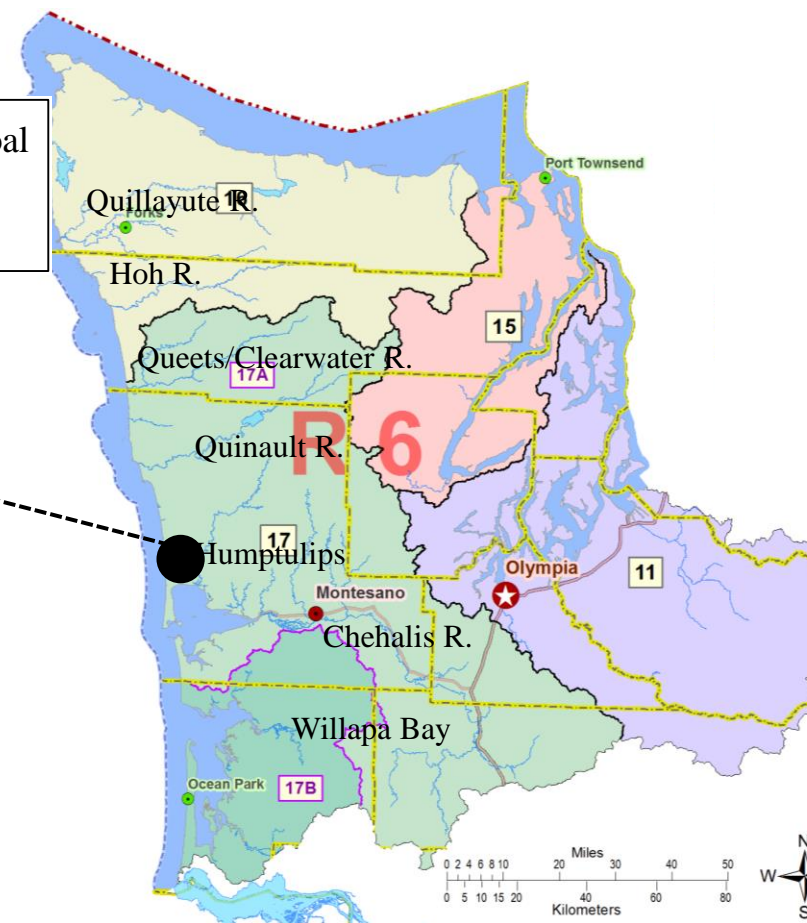 Port Townsend
Quillayute R.
Forks
Hoh R.
15
Queets/Clearwater R.
17A
R 6
Quinault R.
17
Humptulips
Olympia
11
Montesano
Chehalis R.
Willapa Bay
Ocean Park
17B
Miles
0 2 4 6 8 10 20 30 40 50
0 5 10 15 20 40 60 80
Kilometers
N
W
S